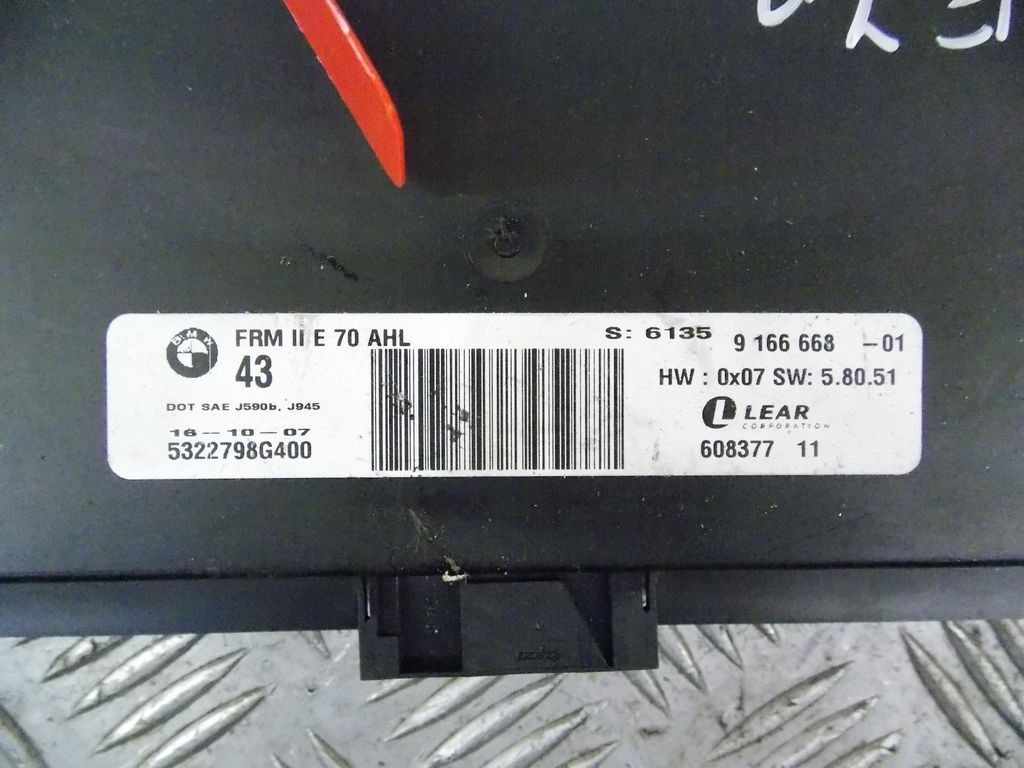 BMW
FRM II E 70 AHL
43
S: 6135 9 166 668 -01
HW : 0x07 SW: 5.80.51
DOT SAE J590b, J945
LEAR
CORPORATION
16-10-07
5322798G400
608377 11